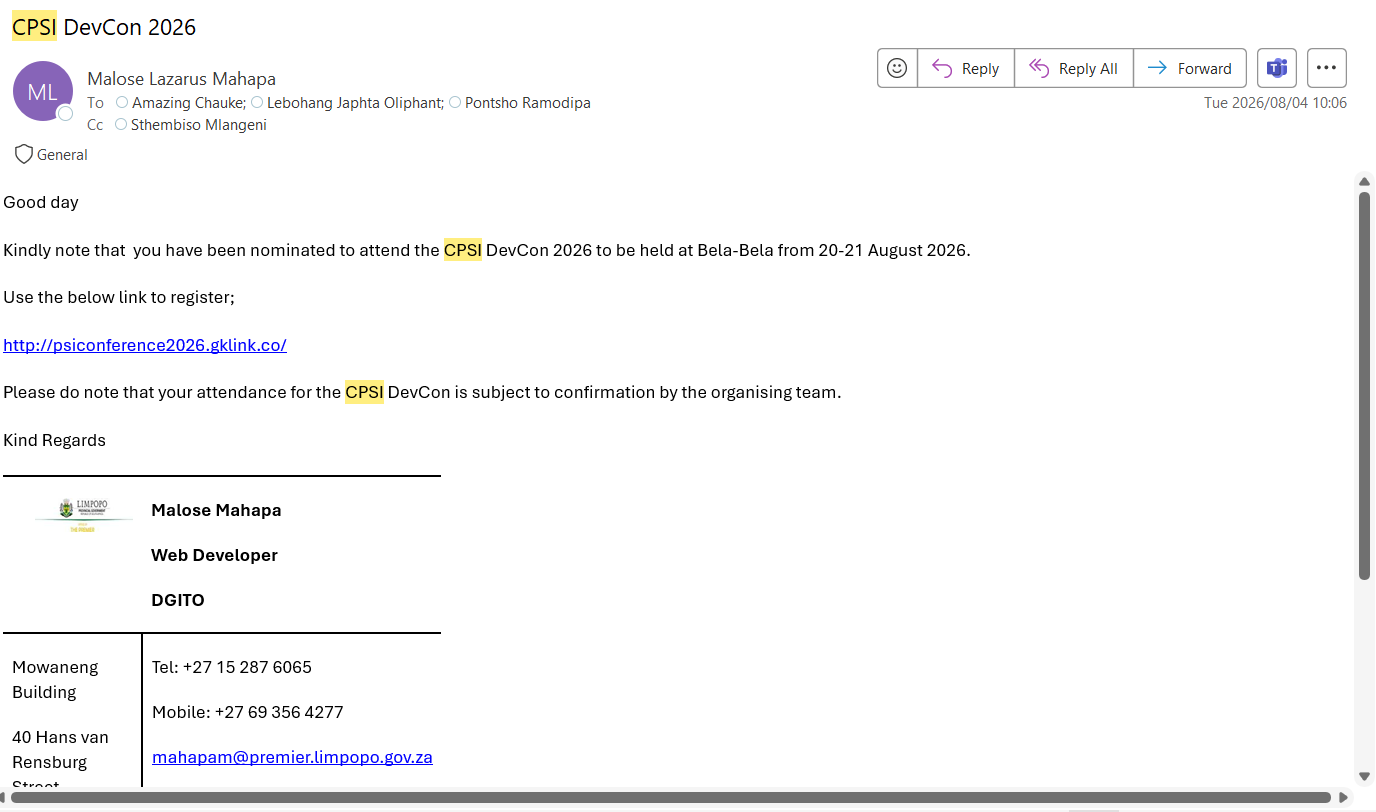 CPSI DevCon 2026
ML
Malose Lazarus Mahapa
To Amazing Chauke; Lebohang Japhta Oliphant; Pontsho Ramodipa
Cc Sthembiso Mlangeni
Reply
Reply All
Forward
Tue 2026/08/04 10:06
General
Good day
Kindly note that  you have been nominated to attend the CPSI DevCon 2026 to be held at Bela-Bela from 20-21 August 2026.
Use the below link to register;
http://psiconference2026.gklink.co/
Please do note that your attendance for the CPSI DevCon is subject to confirmation by the organising team.
Kind Regards
LIMPOPO
Malose Mahapa
Web Developer
DGITO
Mowaneng
Building
40 Hans van
Rensburg
Street
Tel: +27 15 287 6065
Mobile: +27 69 356 4277
mahapam@premier.limpopo.gov.za